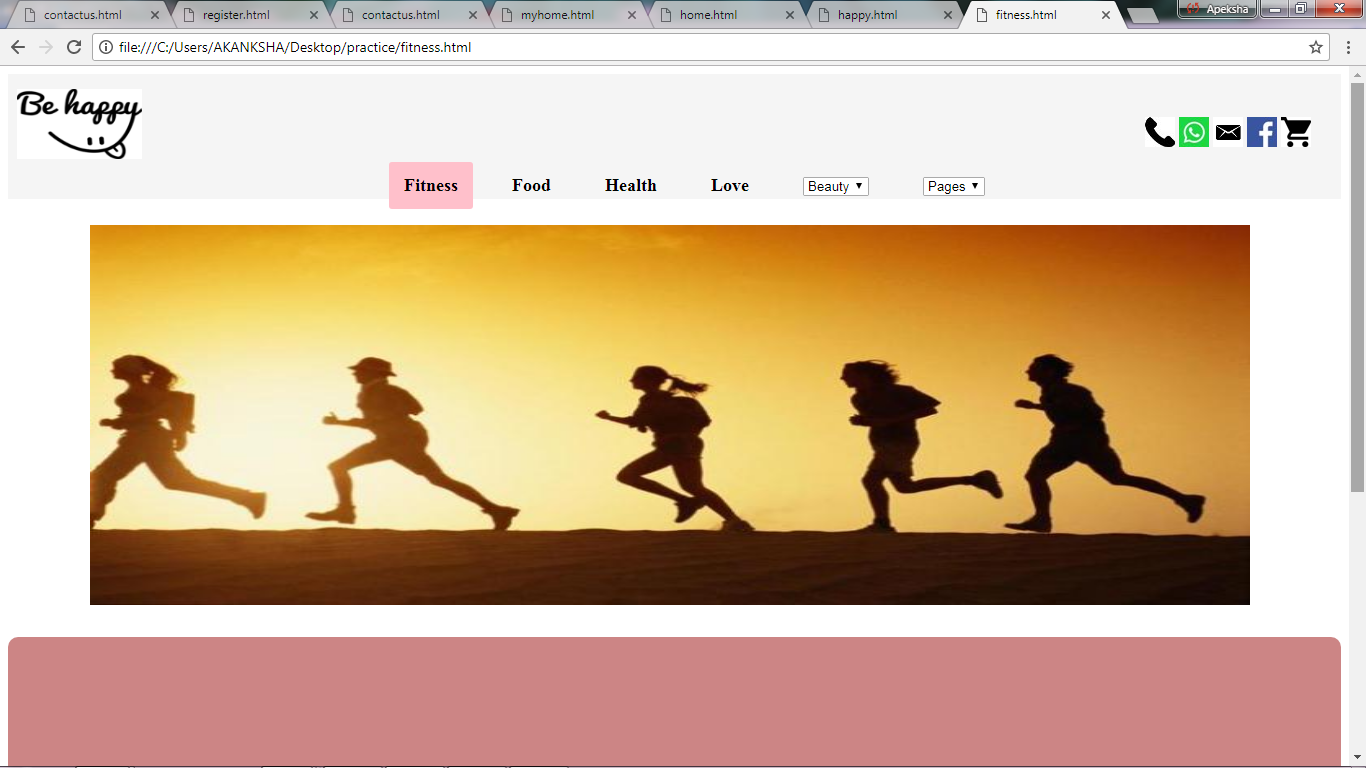 contactus.html register.html contactus.html myhome.html home.html happy.html fitness.html Apeksha
file:///C:/Users/AKANKSHA/Desktop/practice/fitness.html
Be happy
Fitness Food Health Love Beauty Pages